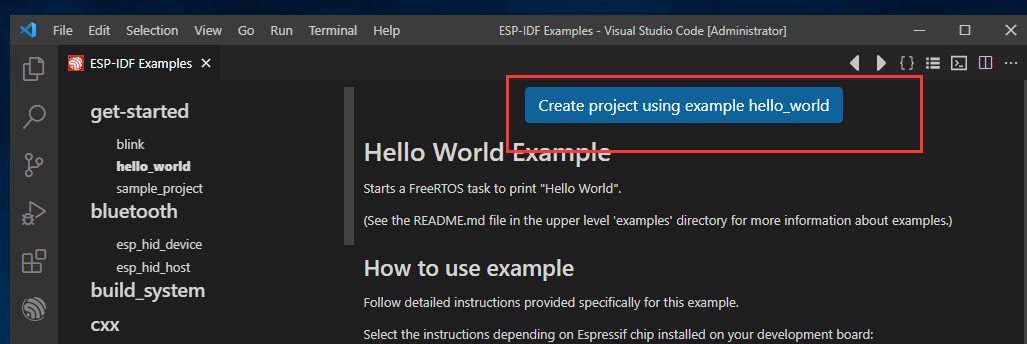 File Edit Selection View Go Run Terminal Help ESP-IDF Examples - Visual Studio Code [Administrator]
ESP-IDF Examples
get-started
blink
hello_world
sample_project
bluetooth
esp_hid_device
esp_hid_host
build_system
cxx
Create project using example hello_world
Hello World Example
Starts a FreeRTOS task to print "Hello World".
(See the README.md file in the upper level 'examples' directory for more information about examples.)
How to use example
Follow detailed instructions provided specifically for this example.
Select the instructions depending on Espressif chip installed on your development board: